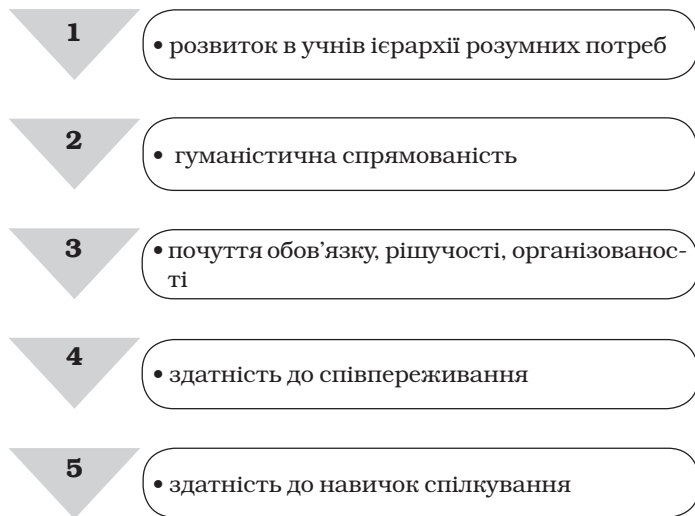 1
• розвиток в учнів ієрархії розумних потреб
2
• гуманістична спрямованість
3
• почуття обов’язку, рішучості, організованос-
ті
4
• здатність до співпереживання
5
• здатність до навичок спілкування